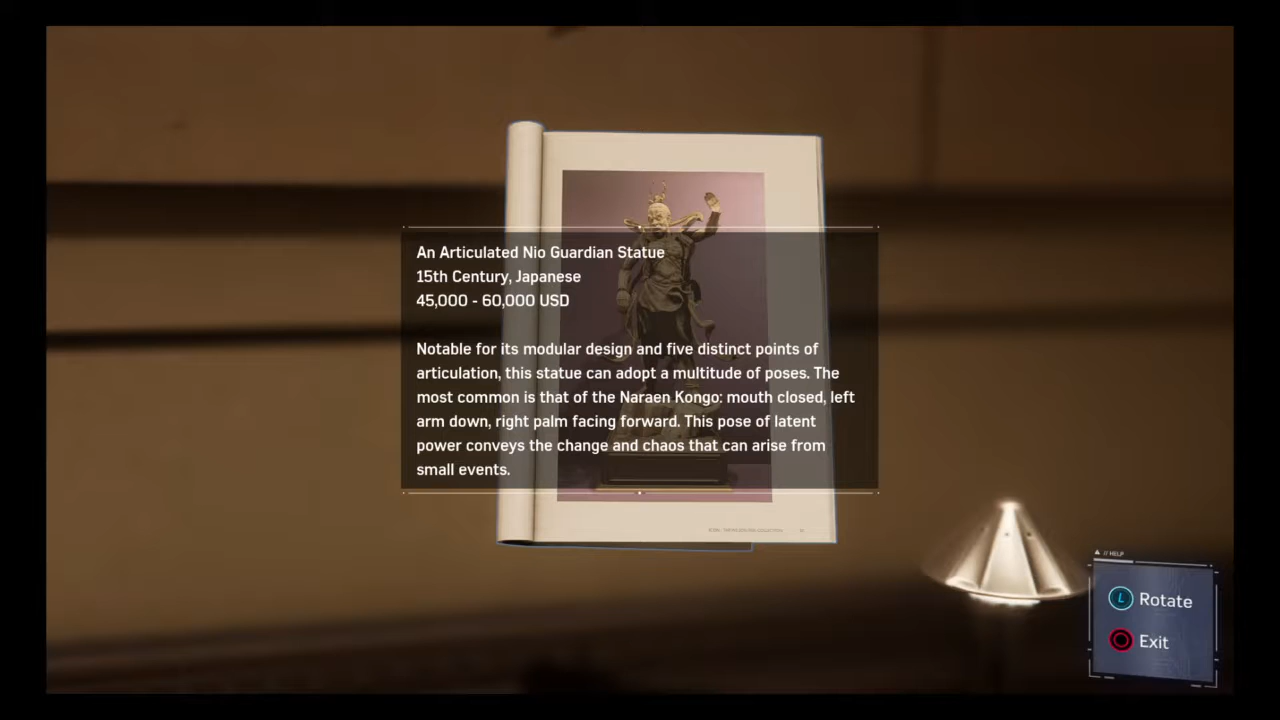 An Articulated Nio Guardian Statue
15th Century, Japanese
45,000 - 60,000 USD
Notable for its modular design and five distinct points of
articulation, this statue can adopt a multitude of poses. The
most common is that of the Naraen Kongo: mouth closed, left
arm down, right palm facing forward. This pose of latent
power conveys the change and chaos that can arise from
small events.
// HELP
L Rotate
Exit